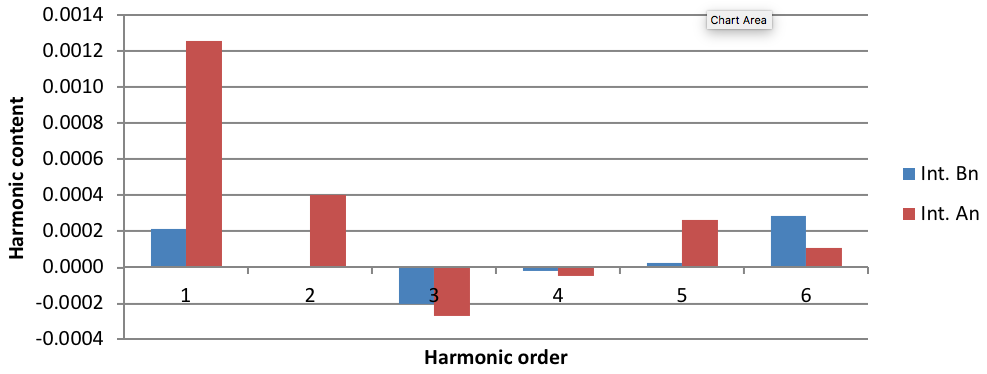 0.0014
Chart Area
0.0012
0.0010
0.0008
0.0006
0.0004
0.0002
0.0000
-0.0002
-0.0004
Harmonic content
1 2 3 4 5 6
Harmonic order
Int. Bn
Int. An